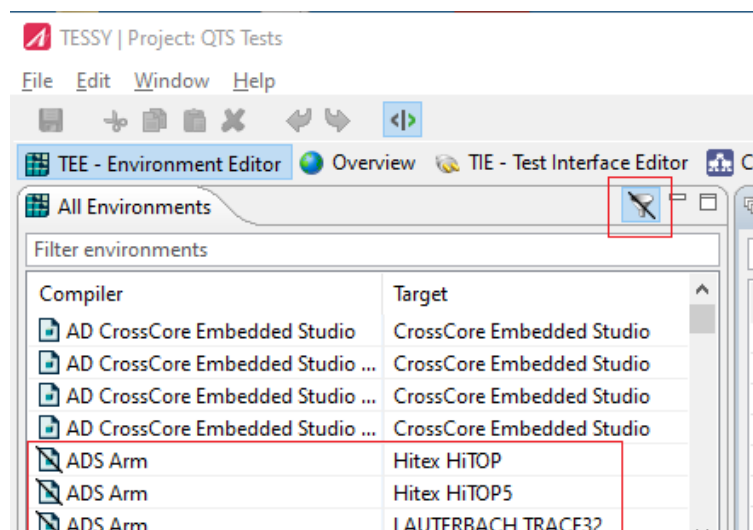 TESSY | Project: QTS Tests
File Edit Window Help
TEE - Environment Editor Overview TIE - Test Interface Editor C
All Environments
Filter environments
Compiler Target
AD CrossCore Embedded Studio CrossCore Embedded Studio
AD CrossCore Embedded Studio ... CrossCore Embedded Studio
AD CrossCore Embedded Studio ... CrossCore Embedded Studio
AD CrossCore Embedded Studio ... CrossCore Embedded Studio
ADS Arm Hitex HiTOP
ADS Arm Hitex HiTOP5
ADS Arm LAUTERBACH TRACE32